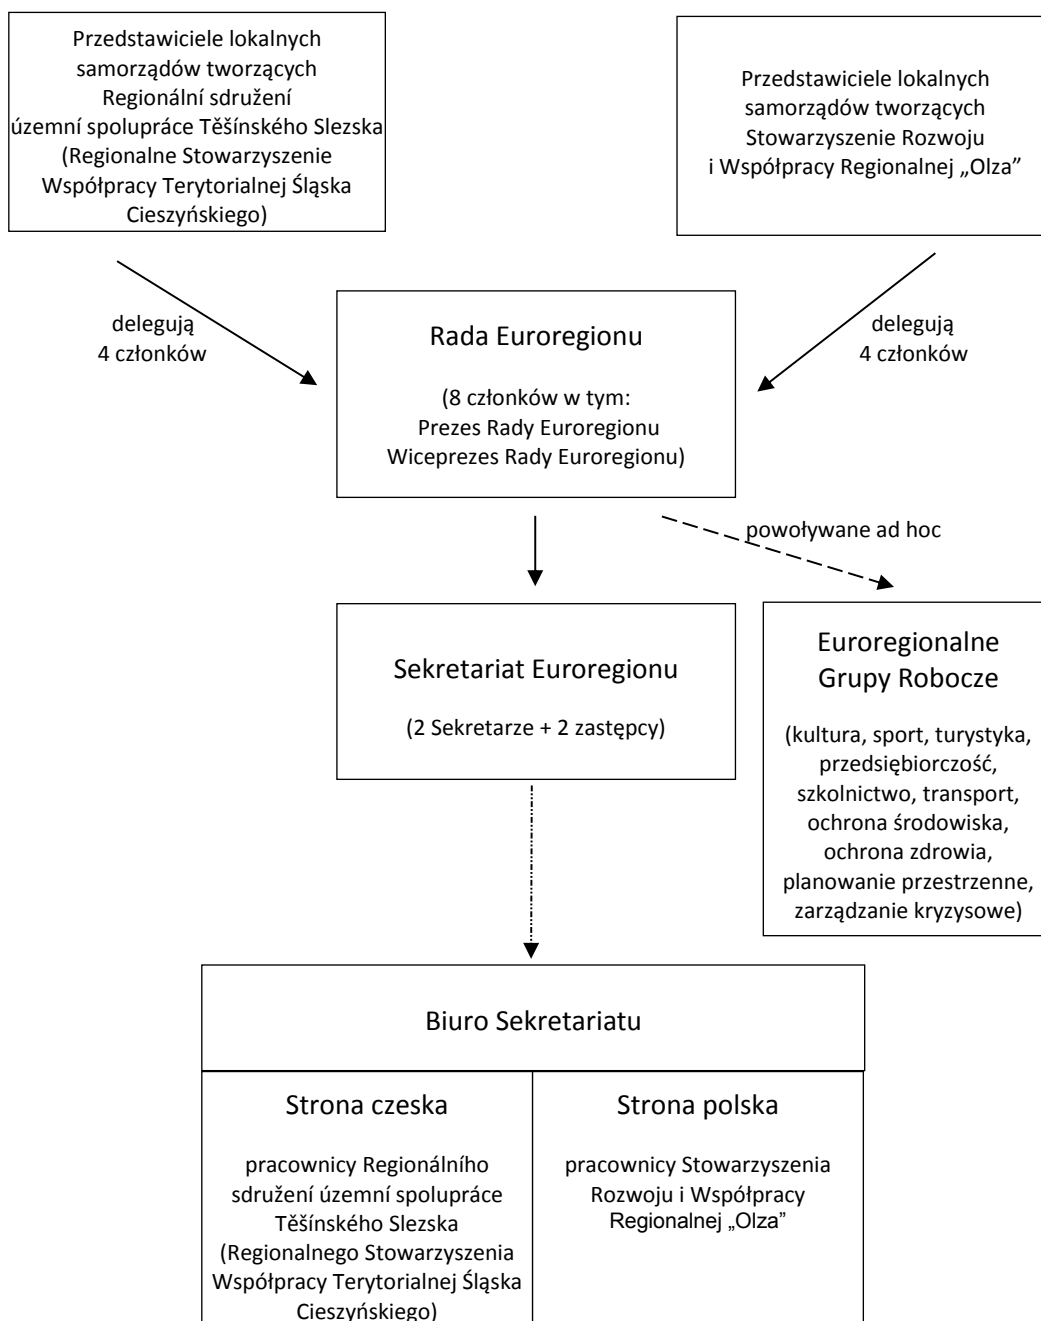 Przedstawiciele lokalnych
samorządów tworzących
Regionální sdružení
územní spolupráce Těšínského Slezska
(Regionalne Stowarzyszenie
Współpracy Terytorialnej Śląska
Cieszyńskiego)
Przedstawiciele lokalnych
samorządów tworzących
Stowarzyszenie Rozwoju
i Współpracy Regionalnej „Olza”
delegują
4 członków
delegują
4 członków
Rada Euroregionu
(8 członków w tym:
Prezes Rady Euroregionu
Wiceprezes Rady Euroregionu)
powoływane ad hoc
Sekretariat Euroregionu
(2 Sekretarze + 2 zastępcy)
Euroregionalne
Grupy Robocze
(kultura, sport, turystyka,
przedsiębiorczość,
szkolnictwo, transport,
ochrona środowiska,
ochrona zdrowia,
planowanie przestrzenne,
zarządzanie kryzysowe)
Biuro Sekretariatu
Strona czeska
pracownicy Regionálního
sdružení územní spolupráce
Těšínského Slezska
(Regionalnego Stowarzyszenia
Współpracy Terytorialnej Śląska
Cieszyńskiego)
Strona polska
pracownicy Stowarzyszenia
Rozwoju i Współpracy
Regionalnej „Olza”